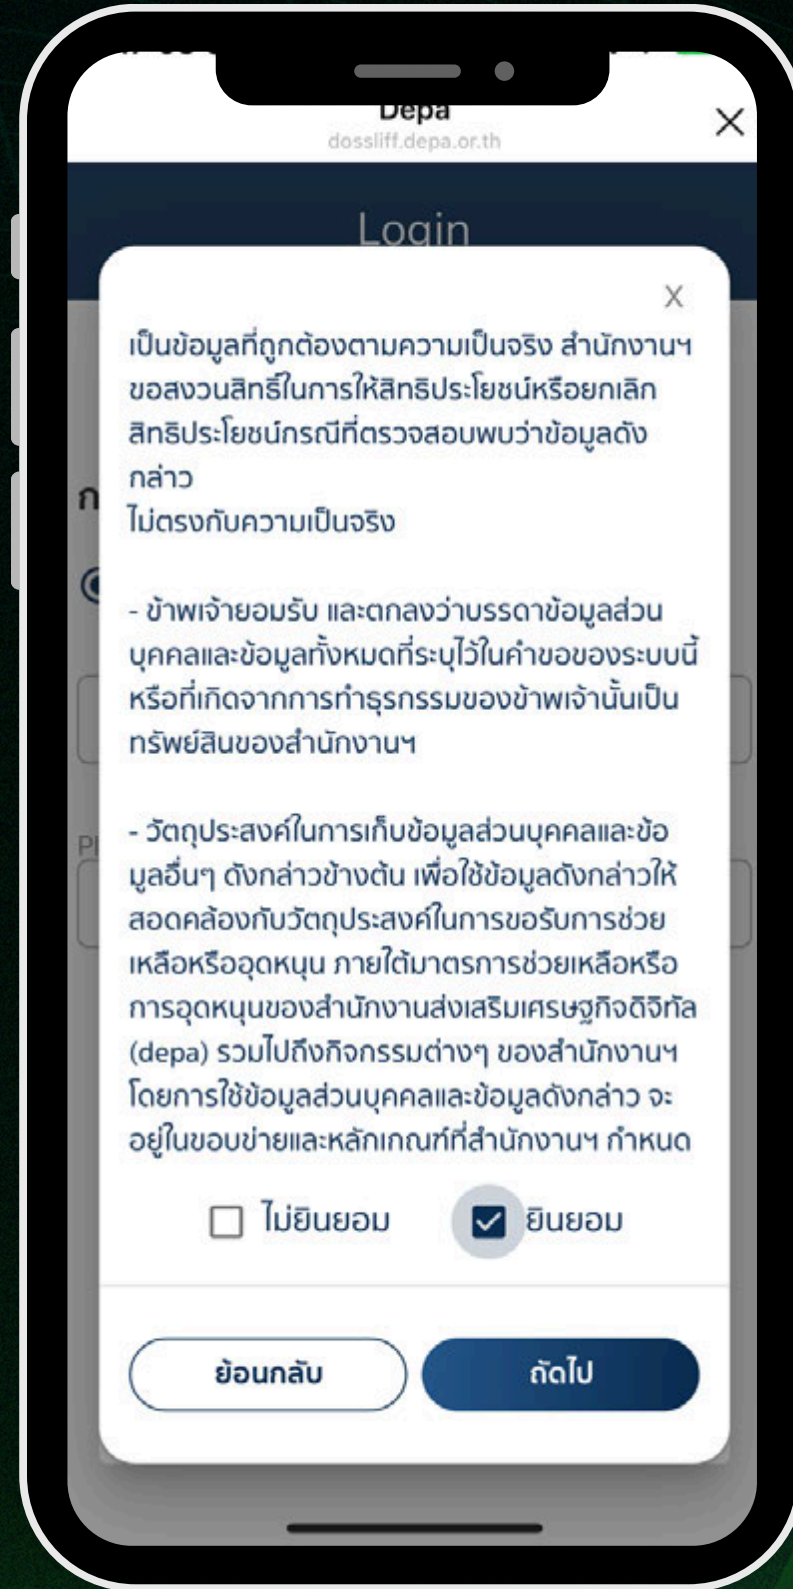 Depa
dossliff.depa.or.th
Login
X
เป็นข้อมูลที่ถูกต้องตามความเป็นจริง สำนักงานฯ
ขอสงวนสิทธิ์ในการให้สิทธิประโยชน์หรือยกเลิก
สิทธิประโยชน์กรณีที่ตรวจสอบพบว่าข้อมูลดัง
กล่าว
ไม่ตรงกับความเป็นจริง
- ข้าพเจ้ายอมรับ และตกลงว่าบรรดาข้อมูลส่วน
บุคคลและข้อมูลทั้งหมดที่ระบุไว้ในคำขอของระบบนี้
หรือที่เกิดจากการทำธุรกรรมของข้าพเจ้านั้นเป็น
ทรัพย์สินของสำนักงานฯ
- วัตถุประสงค์ในการเก็บข้อมูลส่วนบุคคลและข้อ
มูลอื่นๆ ดังกล่าวข้างต้น เพื่อใช้ข้อมูลดังกล่าวให้
สอดคล้องกับวัตถุประสงค์ในการขอรับการช่วย
เหลือหรืออุดหนุน ภายใต้มาตรการช่วยเหลือหรือ
การอุดหนุนของสำนักงานส่งเสริมเศรษฐกิจดิจิทัล
(depa) รวมไปถึงกิจกรรมต่างๆ ของสำนักงานฯ
โดยการใช้ข้อมูลส่วนบุคคลและข้อมูลดังกล่าว จะ
อยู่ในขอบข่ายและหลักเกณฑ์ที่สำนักงานฯ กำหนด
ไม่ยินยอม ยินยอม
ย้อนกลับ ถัดไป